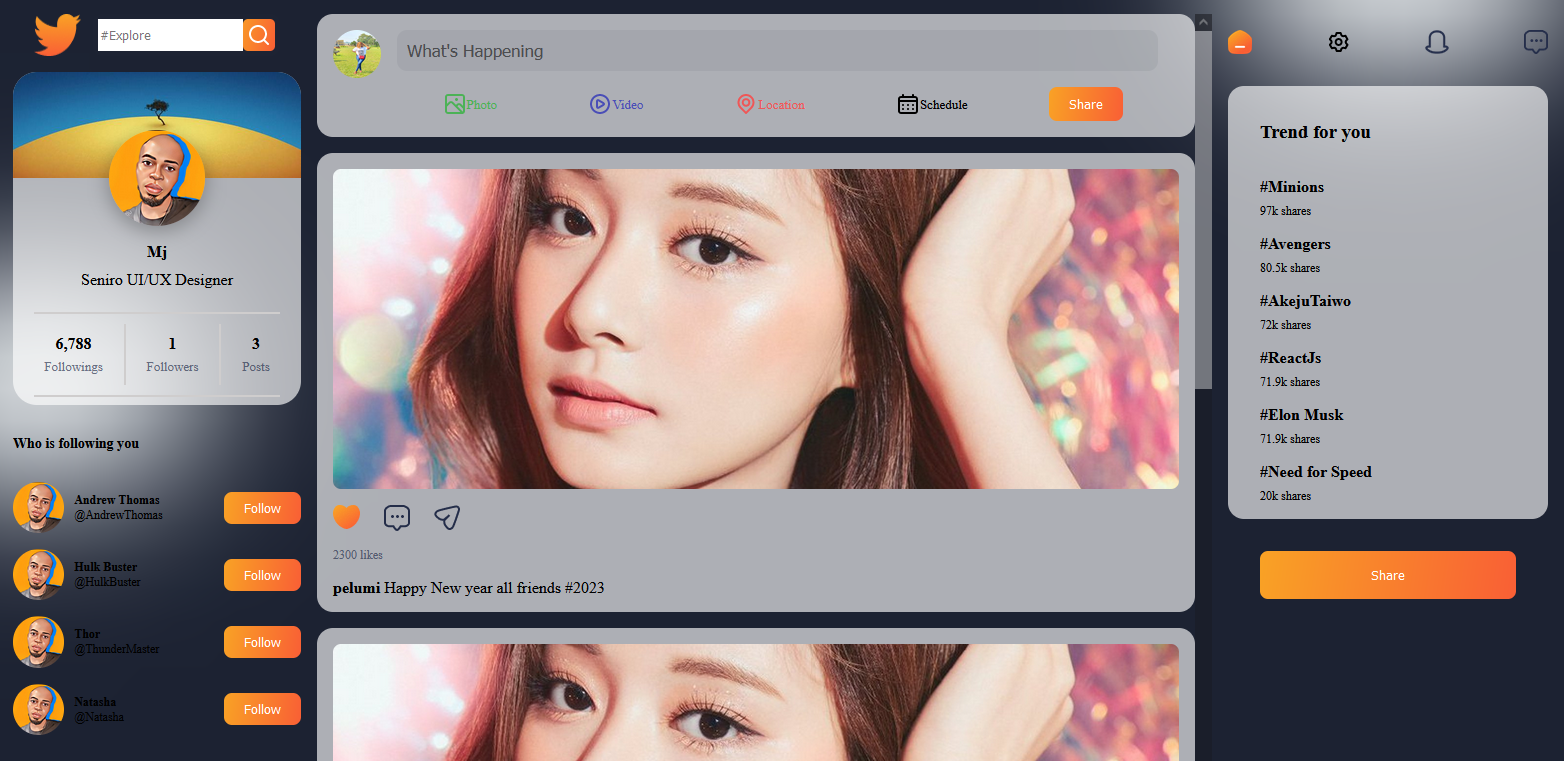 #Explore
Mj
Seniro UI/UX Designer
6,788
Followings
1
Followers
3
Posts
Who is following you
Andrew Thomas
@AndrewThomas
Follow
Hulk Buster
@HulkBuster
Follow
Thor
@ThunderMaster
Follow
Natasha
@Natasha
Follow
What's Happening
Photo
Video
Location
Schedule
Share
2300 likes
pelumi Happy New year all friends #2023
Trend for you
#Minions
97k shares
#Avengers
80.5k shares
#AkejuTaiwo
72k shares
#ReactJs
71.9k shares
#Elon Musk
71.9k shares
#Need for Speed
20k shares
Share